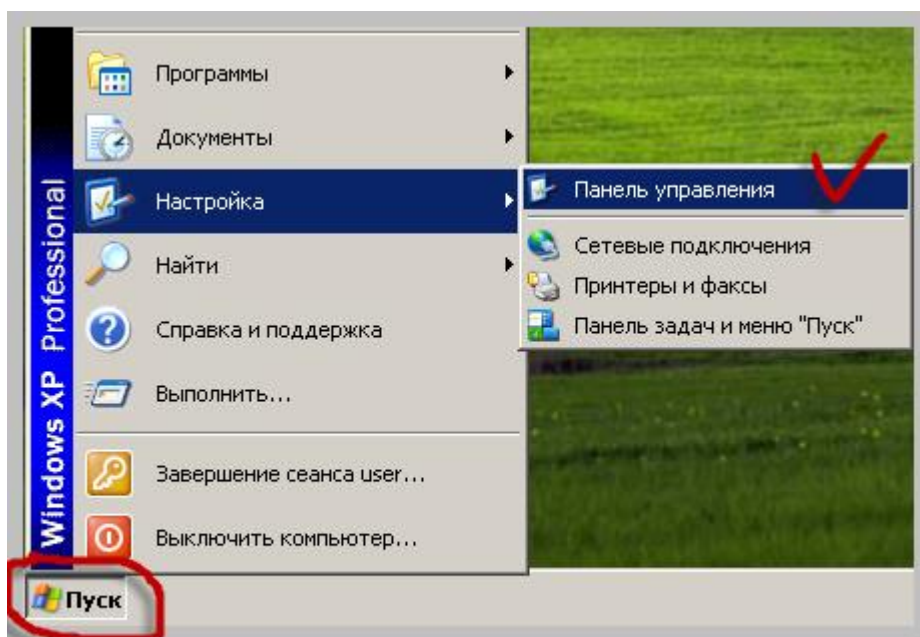 Программы
Документы
Настройка
Найти
Справка и поддержка
Выполнить...
Завершение сеанса user...
Выключить компьютер...
Панель управления
Сетевые подключения
Принтеры и факсы
Панель задач и меню "Пуск"
Windows XP Professional
Пуск